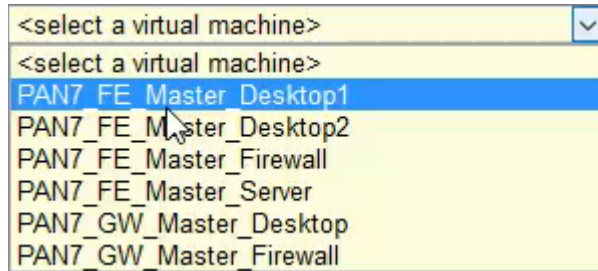 <select a virtual machine>
<select a virtual machine>
PAN7_FE_Master_Desktop1
PAN7_FE_Master_Desktop2
PAN7_FE_Master_Firewall
PAN7_FE_Master_Server
PAN7_GW_Master_Desktop
PAN7_GW_Master_Firewall